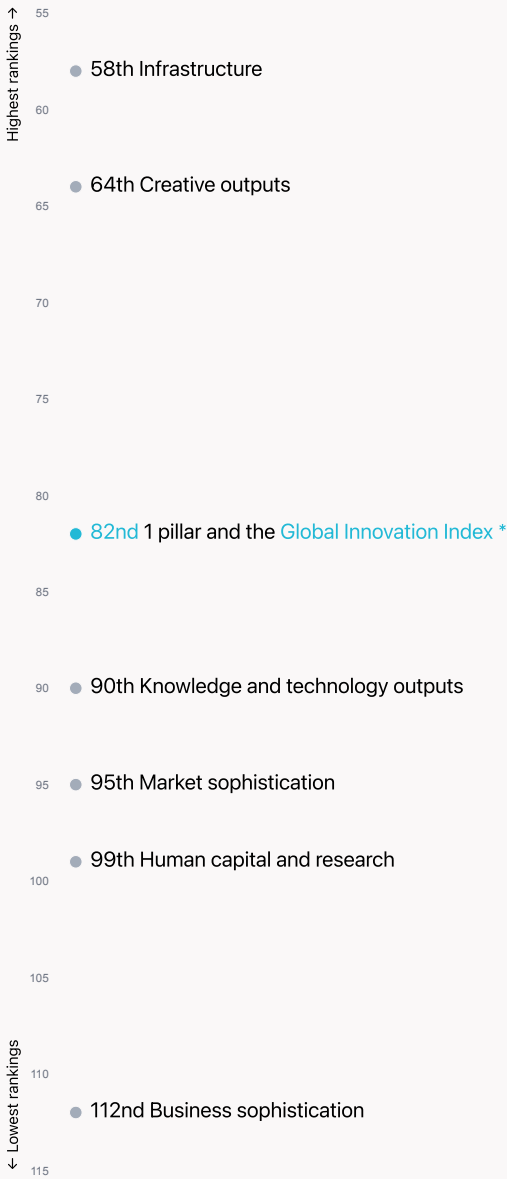 Highest rankings →
55
58th Infrastructure
60
64th Creative outputs
65
70
75
80
82nd 1 pillar and the Global Innovation Index *
85
90 90th Knowledge and technology outputs
95 95th Market sophistication
99th Human capital and research
100
105
← Lowest rankings
110
112nd Business sophistication
115